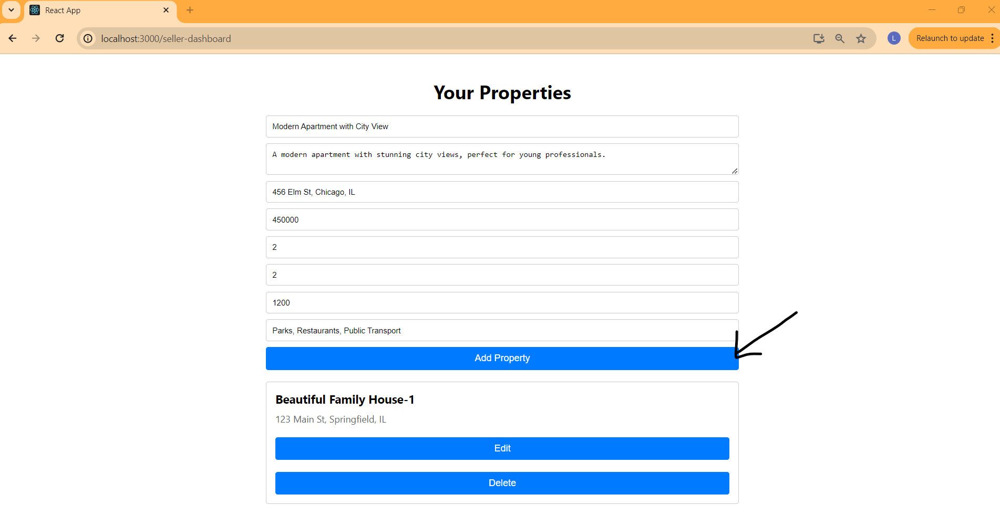 React App
localhost:3000/seller-dashboard
L
Relaunch to update
Your Properties
Modern Apartment with City View
A modern apartment with stunning city views, perfect for young professionals.
456 Elm St, Chicago, IL
450000
2
2
1200
Parks, Restaurants, Public Transport
Add Property
Beautiful Family House-1
123 Main St, Springfield, IL
Edit
Delete